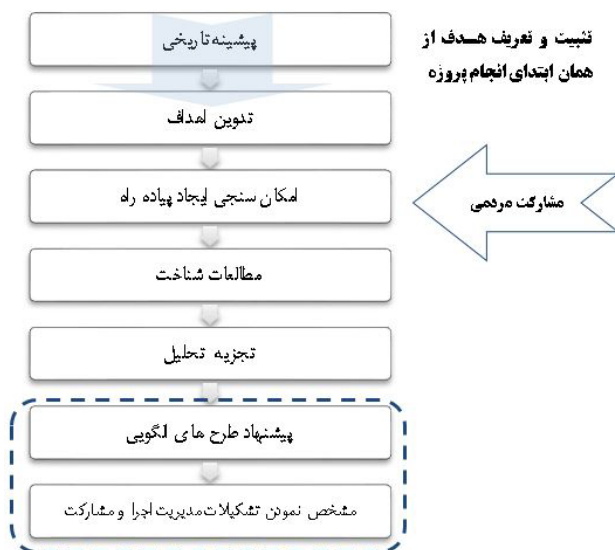 تثبیت و تعریف هدف از
همان ابتدای انجام پروژه
پیشینه تاریخی
تدوین اهداف
امکان سنجی ایجاد پیاده راه
مشارکت مردمی
مطالعات شناخت
تجزیه تحلیل
پیشنهاد طرح های الگویی
مشخص نمودن تشکیلات مدیریت اجرا و مشارکت